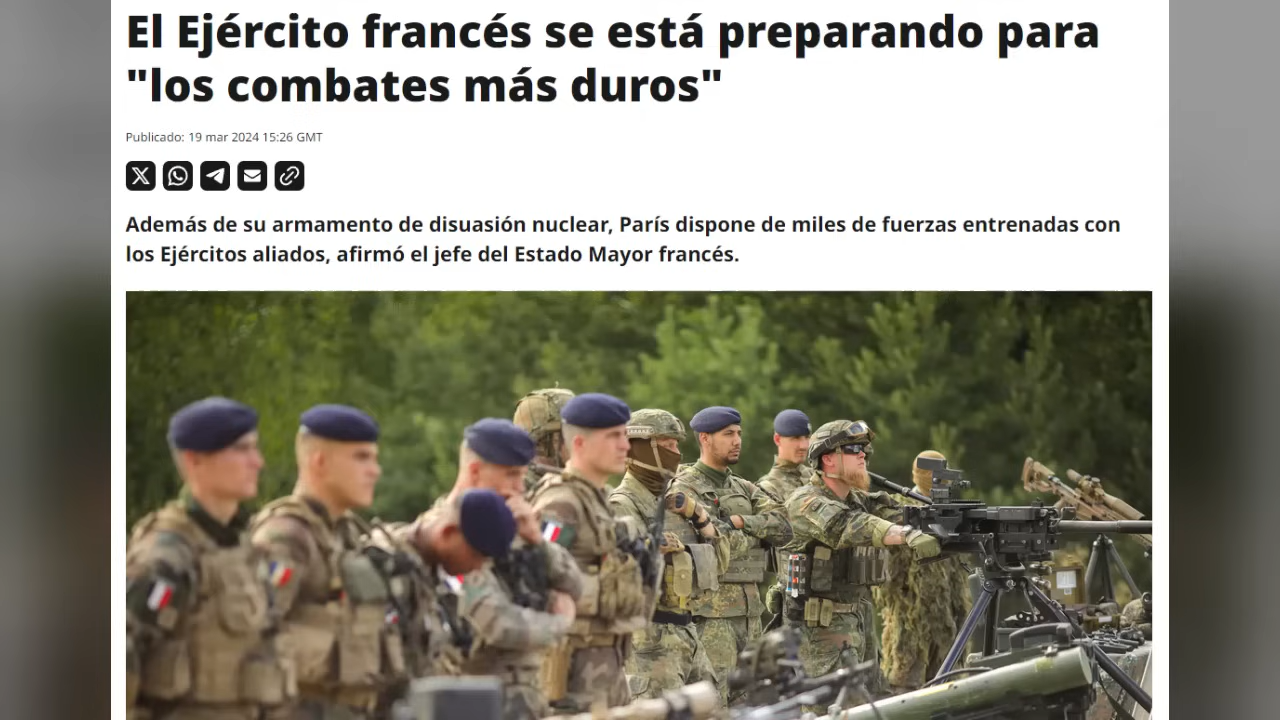 El Ejército francés se está preparando para
"los combates más duros"
Publicado: 19 mar 2024 15:26 GMT
Además de su armamento de disuasión nuclear, París dispone de miles de fuerzas entrenadas con
los Ejércitos aliados, afirmó el jefe del Estado Mayor francés.